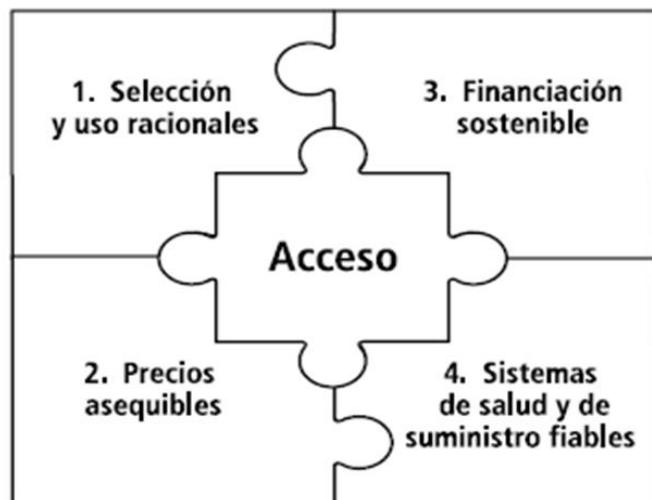 1. Selección
y uso racionales
3. Financiación
sostenible
Acceso
2. Precios
asequibles
4. Sistemas
de salud y de
suministro fiables